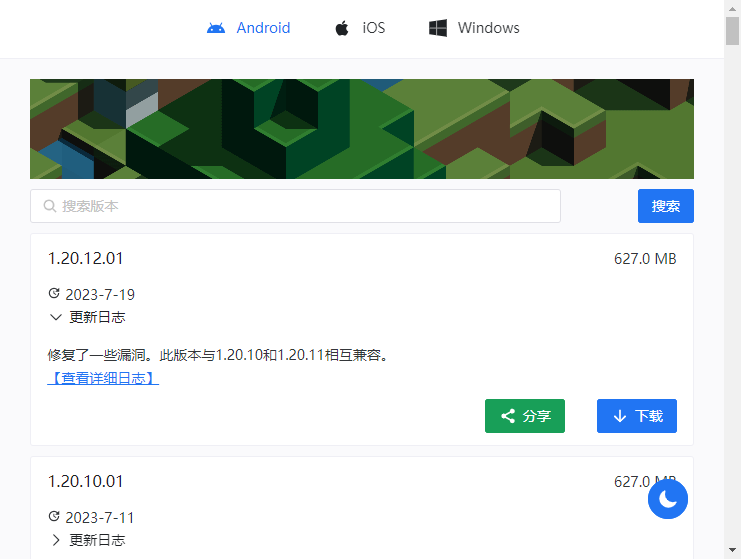 Android iOS Windows
搜索版本 搜索
1.20.12.01 627.0 MB
2023-7-19
更新日志
修复了一些漏洞。此版本与1.20.10和1.20.11相互兼容。
【查看详细日志】
分享 下载
1.20.10.01 627.0 MB
2023-7-11
更新日志